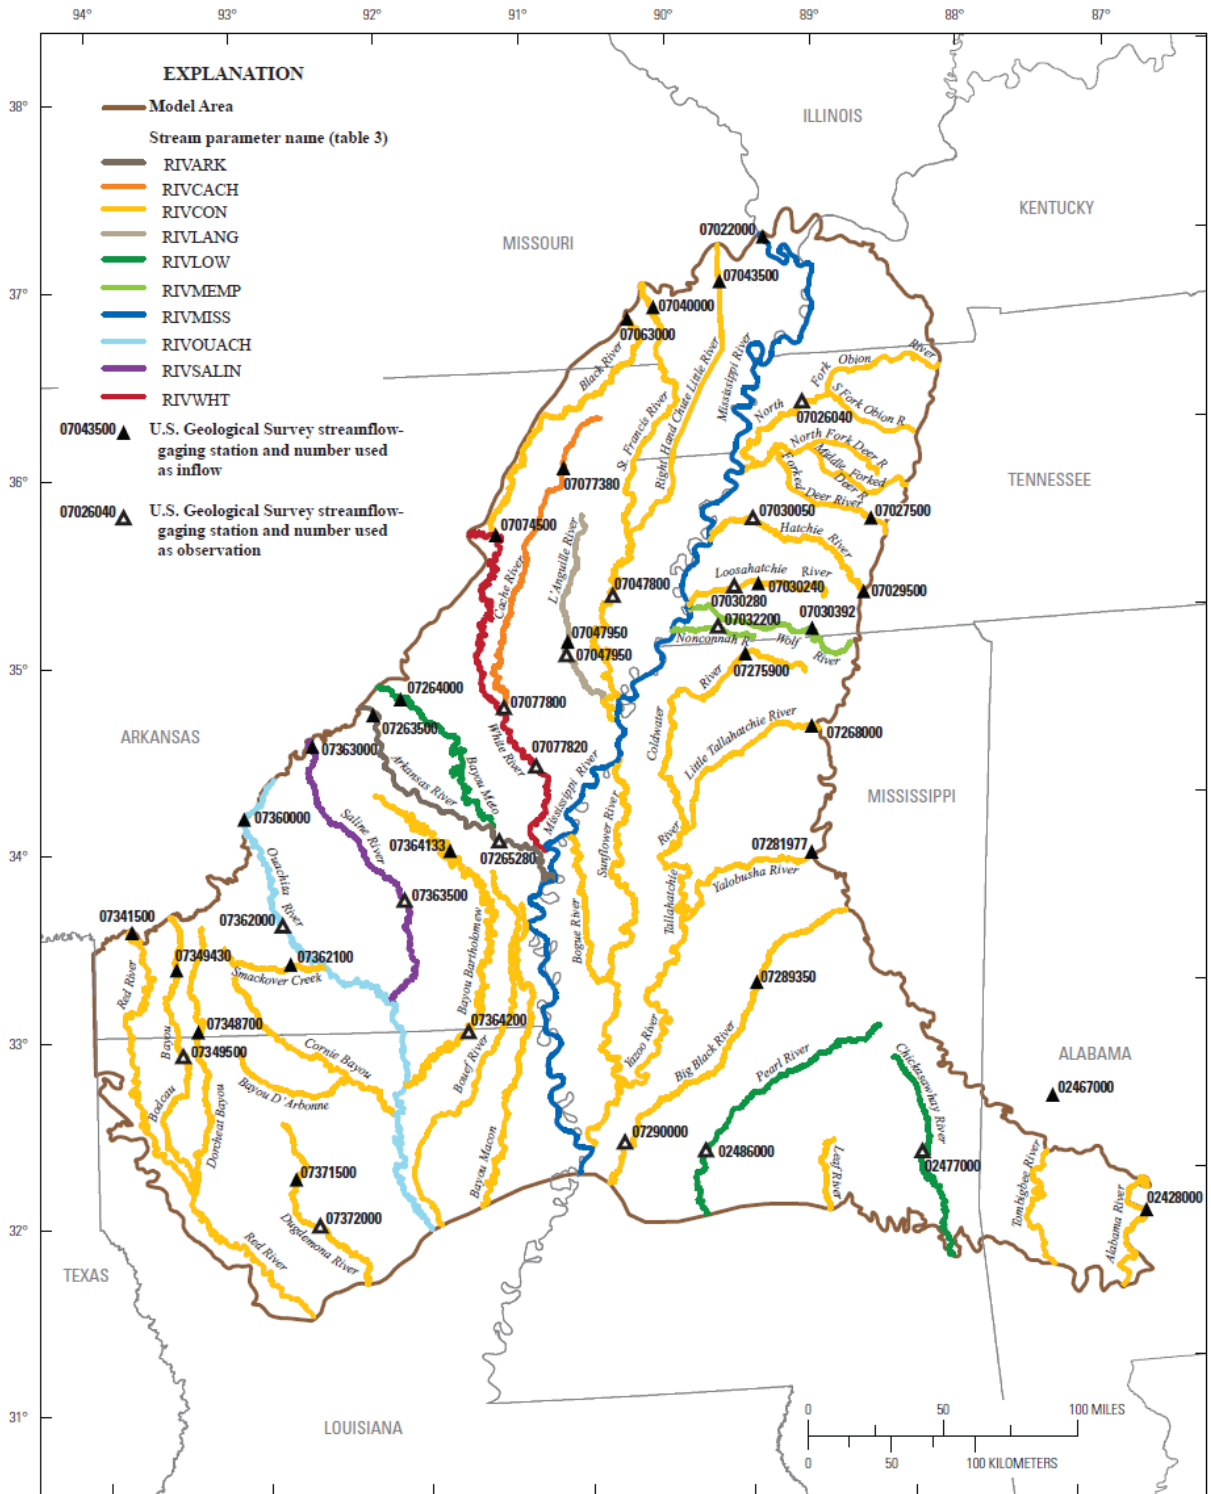 94° 93° 92° 91° 90° 89° 88° 87°
38°
37°
36°
35°
34°
33°
32°
31°
EXPLANATION
Model Area
Stream parameter name (table 3)
RIVARK
RIVCACH
RIVCON
RIVLANG
RIVLOW
RIVMEMP
RIVMISS
RIVOUACH
RIVSALIN
RIVWHT
07043500 U.S. Geological Survey streamflow-
gaging station and number used
as inflow
07026040 U.S. Geological Survey streamflow-
gaging station and number used
as observation
ILLINOIS
KENTUCKY
MISSOURI
TENNESSEE
ARKANSAS
MISSISSIPPI
ALABAMA
TEXAS
LOUISIANA
07022000
07043500
07040000
07063000
Black River
St. Francis River
Right Hand Chute Little River
Mississippi River
North
Fork
Obion
River
S Fork Obion R
07026040
North Fork Deer R
Middle Forked
Deer R
Forked
Deer River
07077380
07074500
07030050
07027500
Hatchie
River
Cache River
L'Anguille River
07047800
Loosahatchie River
07030240
07030280
07029500
07032200
07030392
Nonconnah R
Wolf
River
07047950
07047950
07275900
River
Coldwater
07264000
07263500
07077800
07363000
07268000
Little Tallahatchie River
White River
07077820
Arkansas River
Bayou Meto
Mississippi River
Saline River
07360000
07364133
07265280
Sunflower River
River
07281977
Yalobusha River
Tallahatchie
Ouachita
River
07363500
07341500
07362000
Bayou Bartholomew
Bogue River
07349430
07362100
Smackover Creek
07289350
Red River
07348700
07364200
Bayou
07349500
Cornie Bayou
Bouef River
Yazoo River
Big Black River
Pearl River
Chickasawhay River
Bodcau
Bayou D'Arbonne
Dorcheat Bayou
02467000
07290000
02486000
02477000
Bayou Macon
Leaf River
Tombigbee River
07371500
07372000
02428000
Alabama River
Dugdemona River
Red River
0 50 100 MILES
0 50 100 KILOMETERS